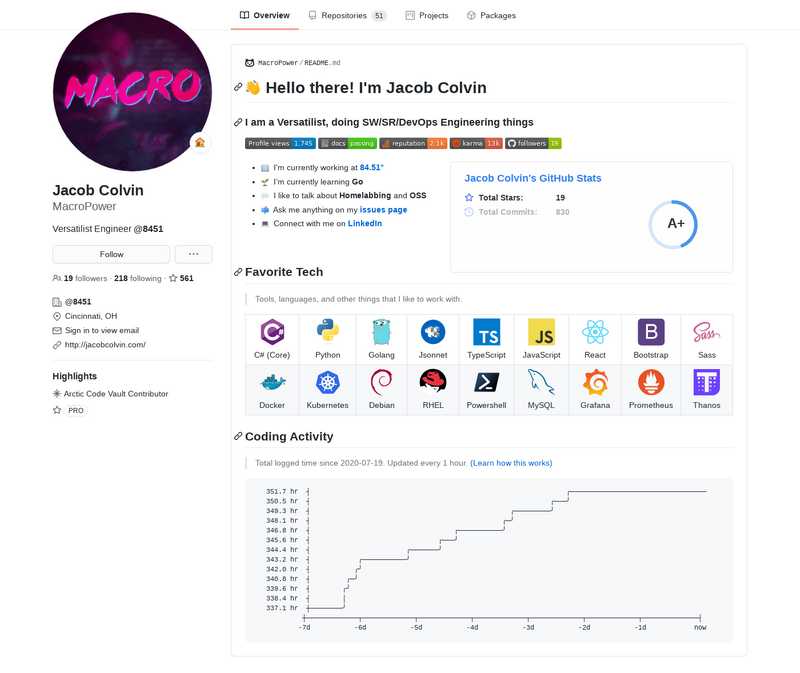 Overview
Repositories 51
Projects
Packages
MACRO
Jacob Colvin
MacroPower
Versatilist Engineer @8451
Follow
19 followers · 218 following · 561
@8451
Cincinnati, OH
Sign in to view email
http://jacobcolvin.com/
Highlights
Arctic Code Vault Contributor
PRO
MacroPower/README.md
👋 Hello there! I'm Jacob Colvin
I am a Versatilist, doing SW/SR/DevOps Engineering things
Profile views 1,745
docs passing
reputation 2.1k
karma 13k
followers 19
I'm currently working at 84.51°
I'm currently learning Go
I like to talk about Homelabbing and OSS
Ask me anything on my issues page
Connect with me on LinkedIn
Jacob Colvin's GitHub Stats
Total Stars: 19
Total Commits: 830
A+
Favorite Tech
Tools, languages, and other things that I like to work with.
TS
JS
B
Sass
C# (Core)
Python
Golang
Jsonnet
TypeScript
JavaScript
React
Bootstrap
Sass
Docker
Kubernetes
Debian
RHEL
Powershell
MySQL
Grafana
Prometheus
Thanos
Coding Activity
Total logged time since 2020-07-19. Updated every 1 hour. (Learn how this works)
351.7 hr
350.5 hr
349.3 hr
348.1 hr
346.8 hr
345.6 hr
344.4 hr
343.2 hr
342.0 hr
340.8 hr
339.6 hr
338.4 hr
337.1 hr
-7d -6d -5d -4d -3d -2d -1d now